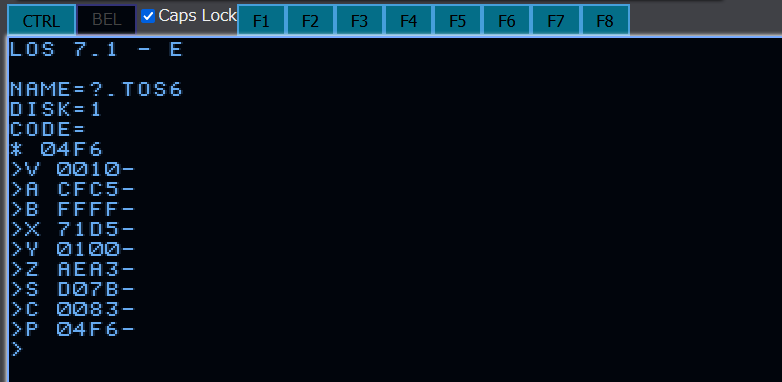 CTRL BEL Caps Lock F1 F2 F3 F4 F5 F6 F7 F8
LOS 7.1 - E
NAME=?.TOS6
DISK=1
CODE=
* 04F6
>V 0010-
>A CFC5-
>B FFFF-
>X 71D5-
>Y 0100-
>Z AEA3-
>S D07B-
>C 0083-
>P 04F6-
>